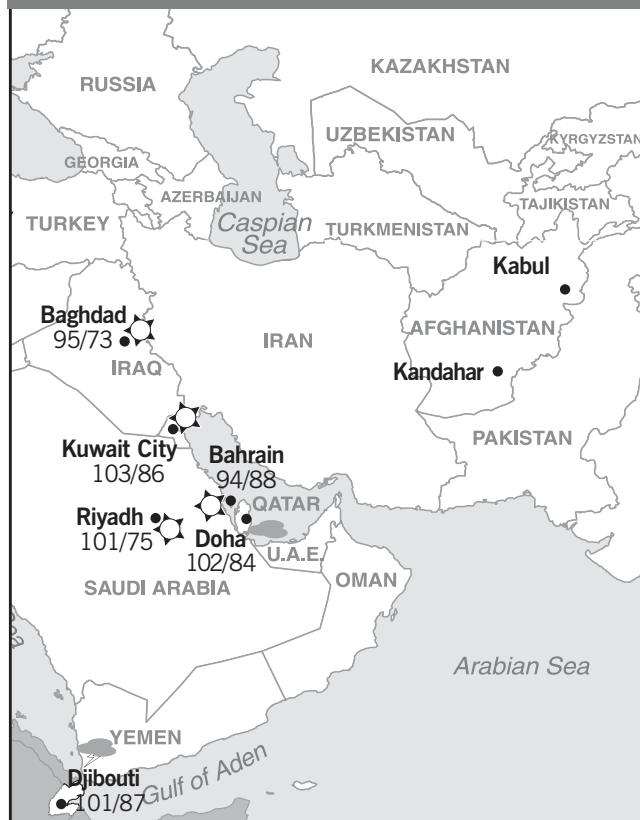 RUSSIA
KAZAKHSTAN
UZBEKISTAN
KYRGYZSTAN
GEORGIA
AZERBAIJAN
TAJIKISTAN
TURKEY
Caspian
Sea
TURKMENISTAN
Kabul
Baghdad
95/73
IRAQ
IRAN
AFGHANISTAN
Kandahar
PAKISTAN
Kuwait City
103/86
Bahrain
94/88
Riyadh
101/75
QATAR
Doha
102/84
U.A.E.
SAUDI ARABIA
OMAN
Arabian Sea
YEMEN
Gulf of Aden
Djibouti
101/87